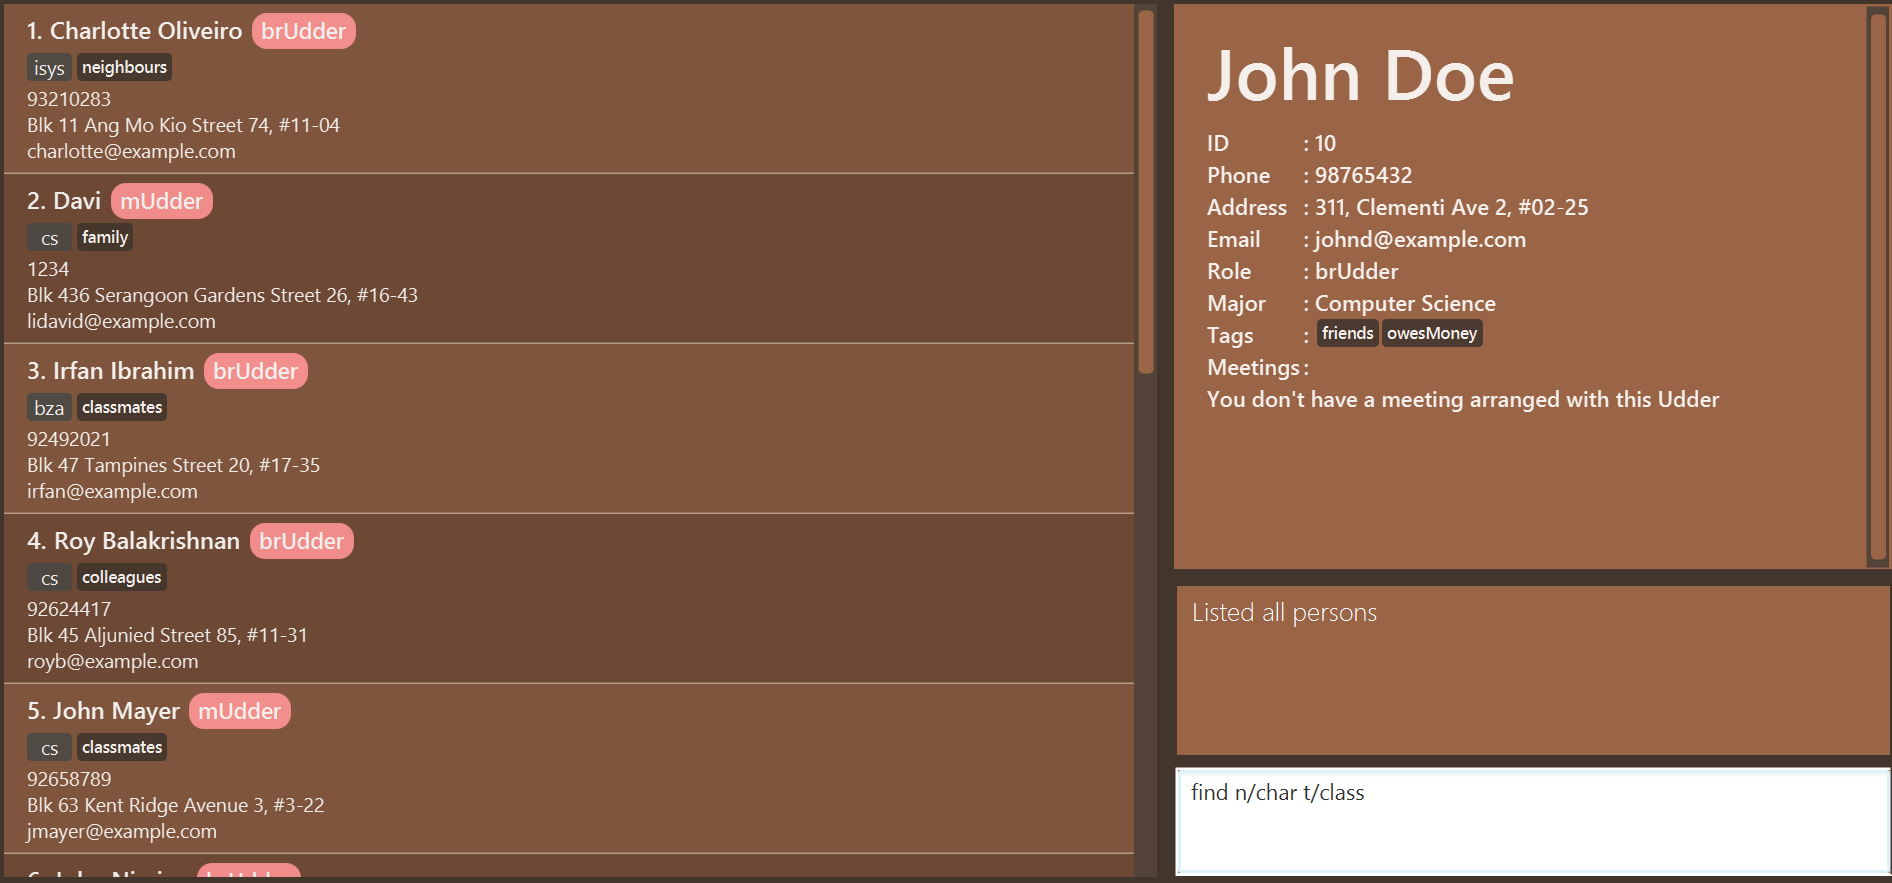 1. Charlotte Oliveiro brUdder
isys neighbours
93210283
Blk 11 Ang Mo Kio Street 74, #11-04
charlotte@example.com
2. Davi mUdder
cs family
1234
Blk 436 Serangoon Gardens Street 26, #16-43
lidavid@example.com
3. Irfan Ibrahim brUdder
bza classmates
92492021
Blk 47 Tampines Street 20, #17-35
irfan@example.com
4. Roy Balakrishnan brUdder
cs colleagues
92624417
Blk 45 Aljunied Street 85, #11-31
royb@example.com
5. John Mayer mUdder
cs classmates
92658789
Blk 63 Kent Ridge Avenue 3, #3-22
jmayer@example.com
John Doe
ID : 10
Phone : 98765432
Address : 311, Clementi Ave 2, #02-25
Email : johnd@example.com
Role : brUdder
Major : Computer Science
Tags : friends owesMoney
Meetings :
You don't have a meeting arranged with this Udder
Listed all persons
find n/char t/class